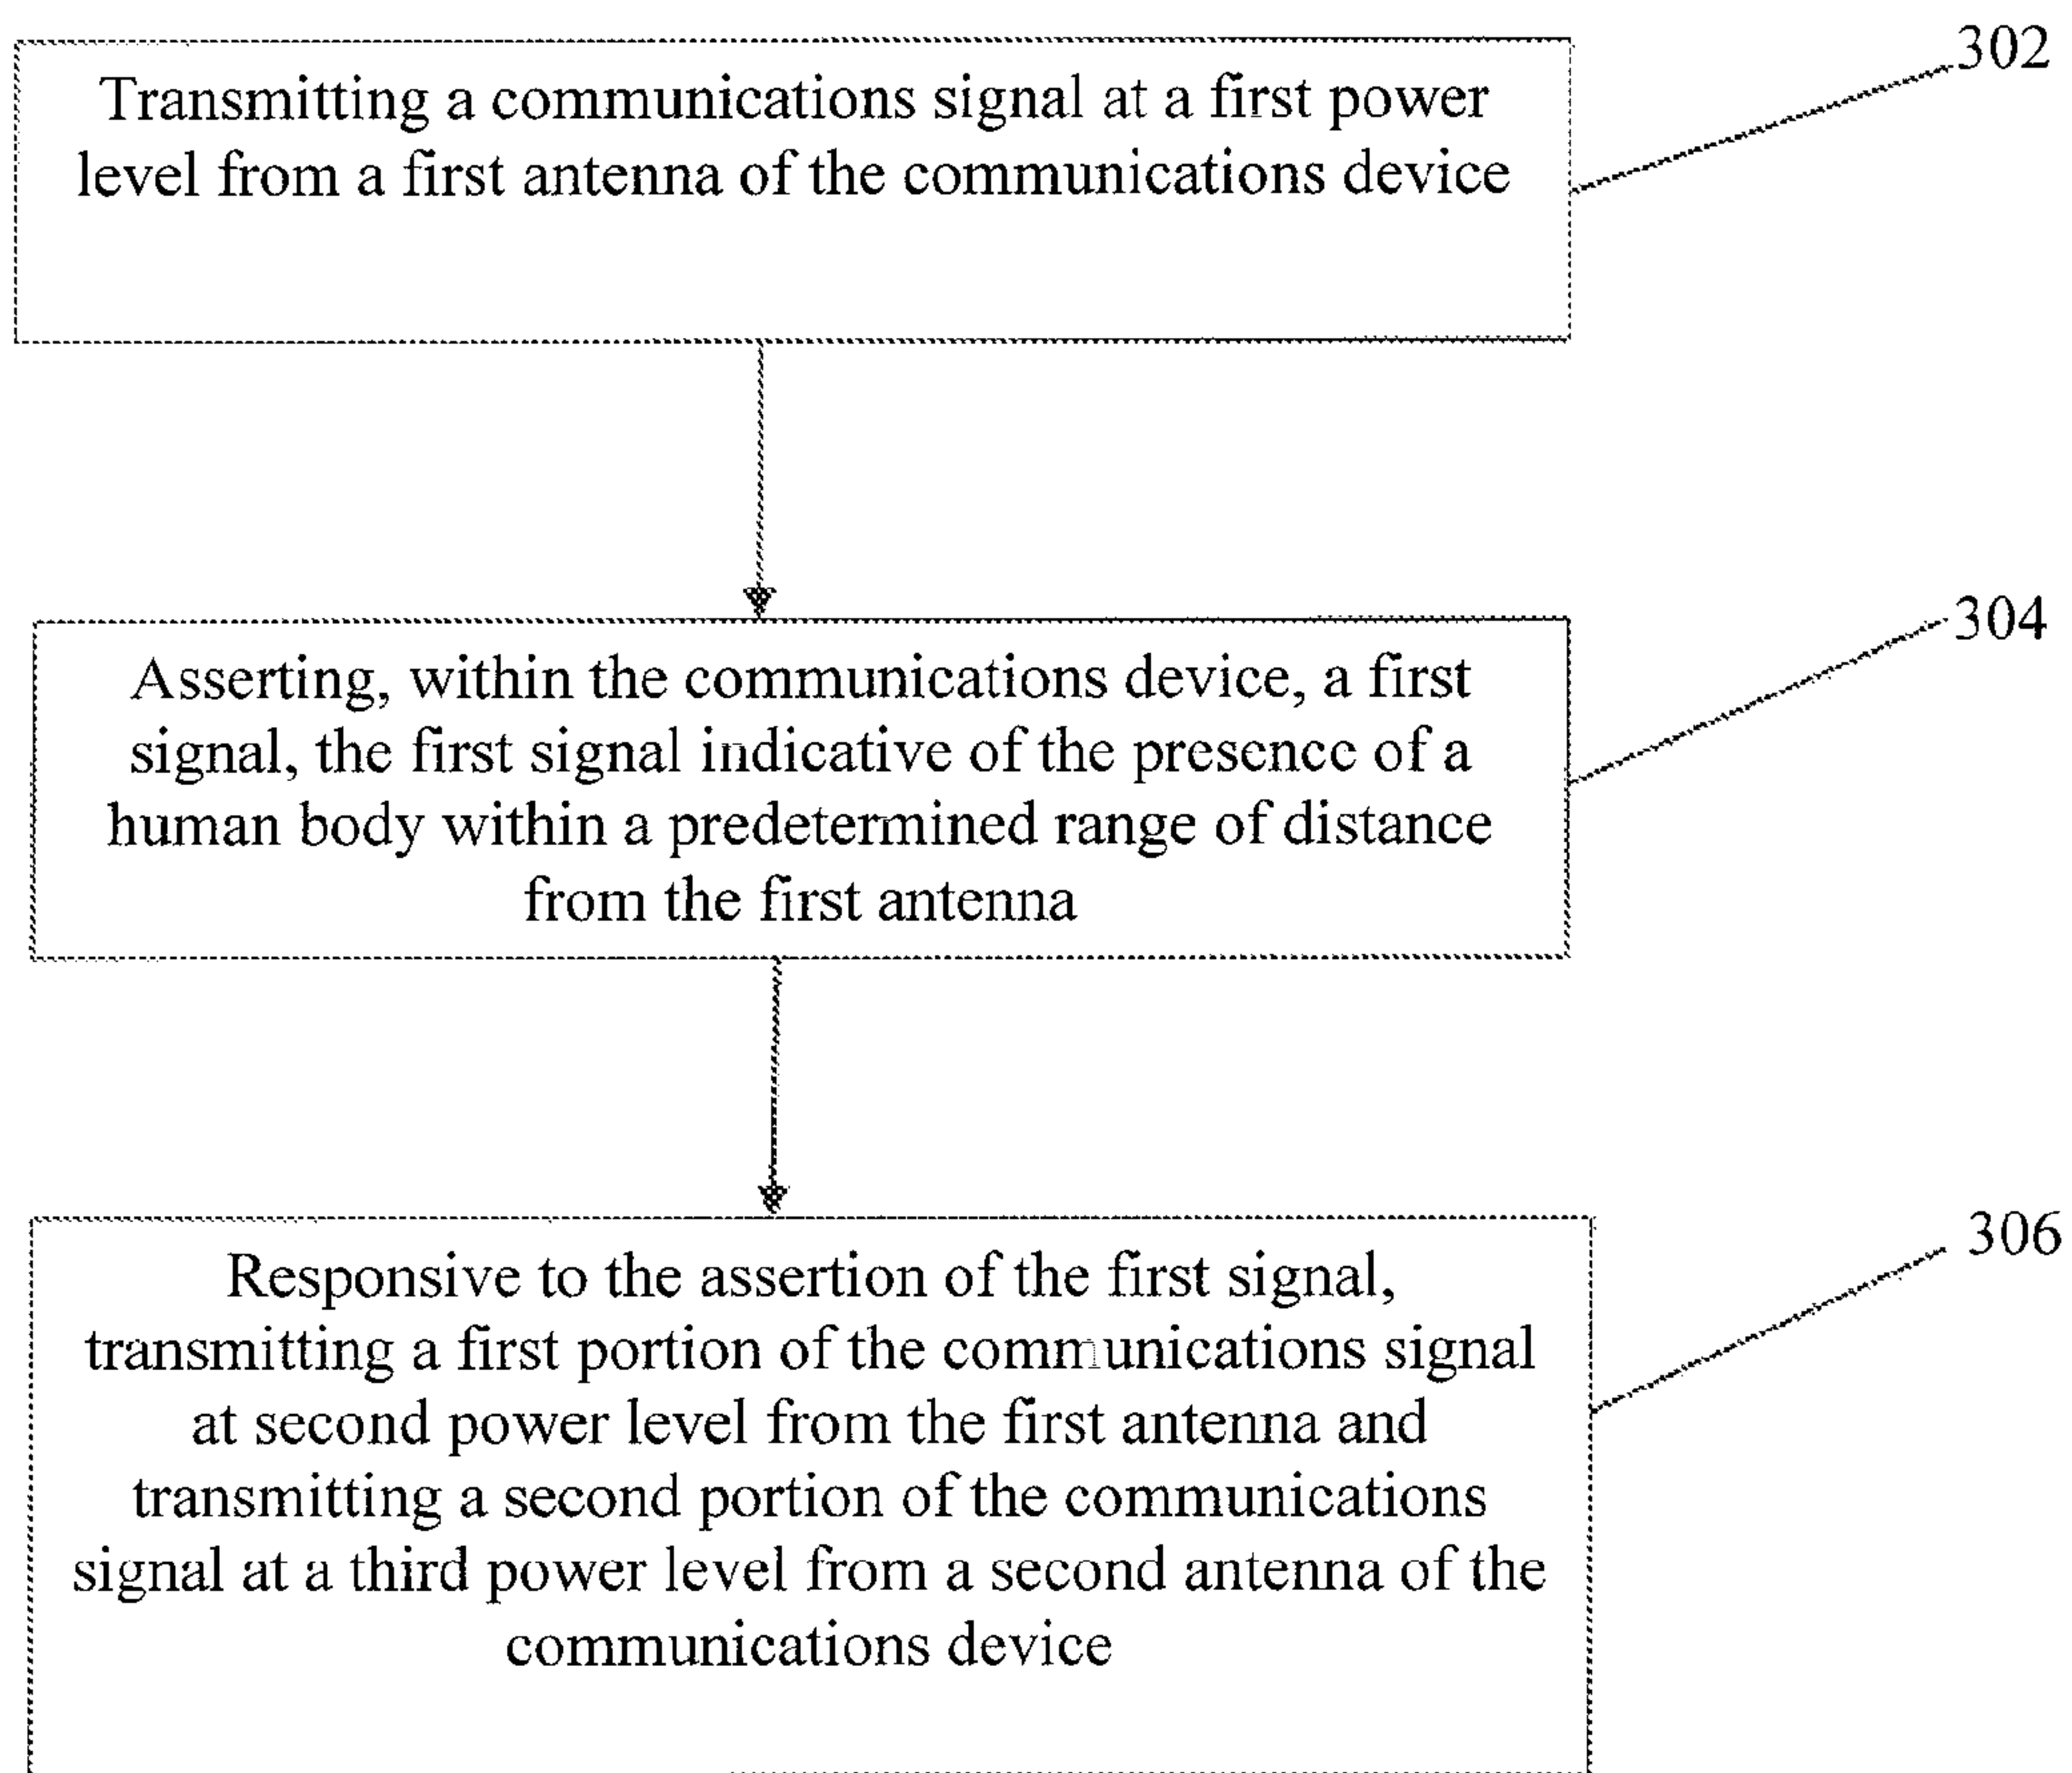 302
Transmitting a communications signal at a first power
level from a first antenna of the communications device
304
Asserting, within the communications device, a first
signal, the first signal indicative of the presence of a
human body within a predetermined range of distance
from the first antenna
306
Responsive to the assertion of the first signal,
transmitting a first portion of the communications signal
at second power level from the first antenna and
transmitting a second portion of the communications
signal at a third power level from a second antenna of the
communications device